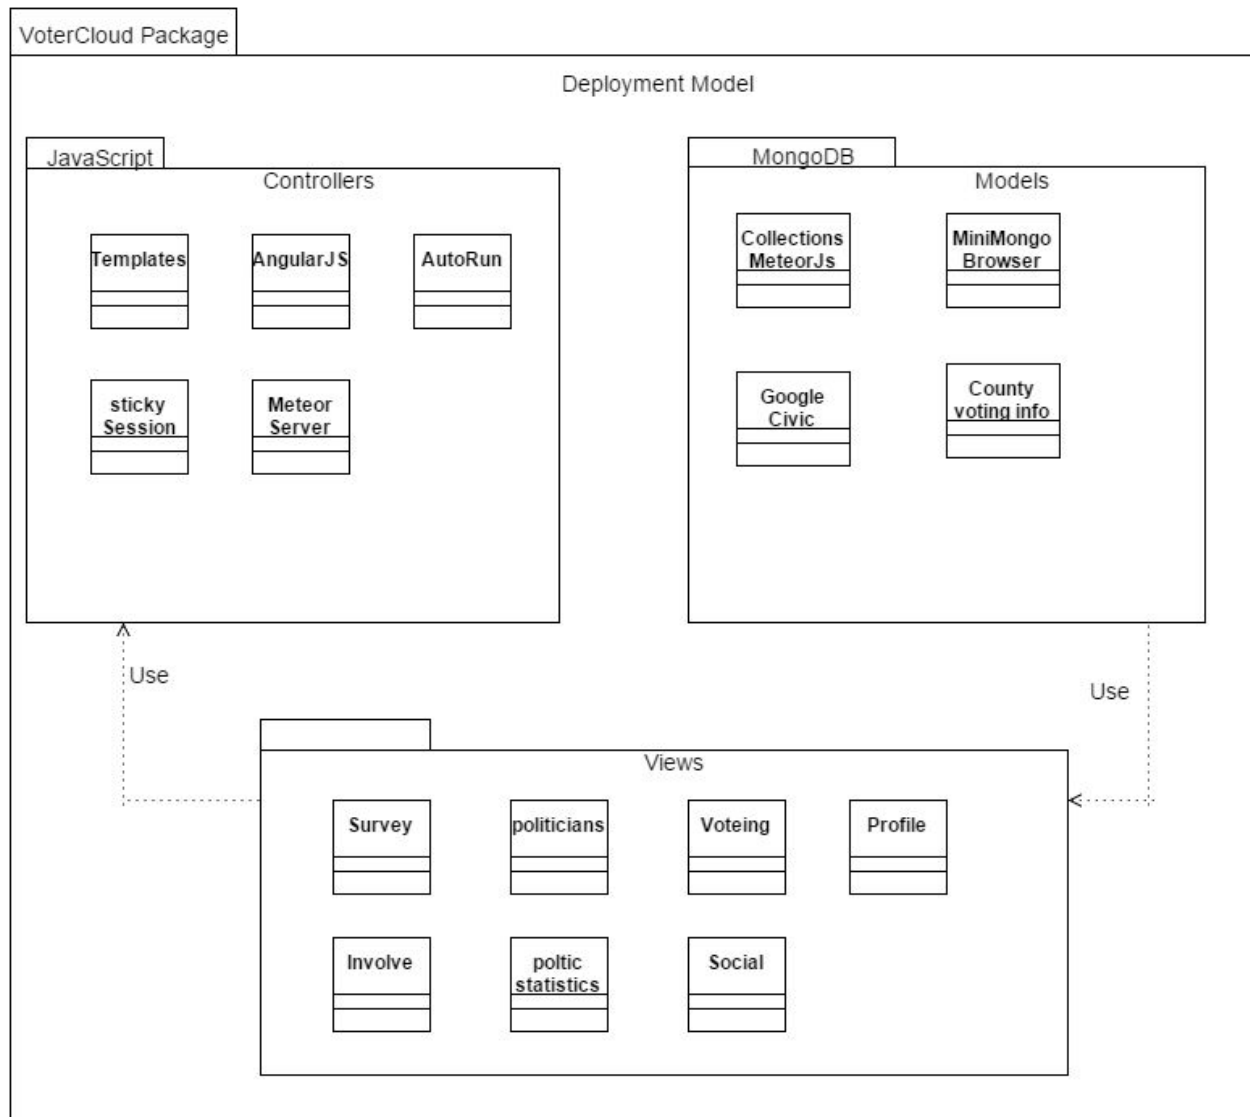 VoterCloud Package
Deployment Model
JavaScript
Controllers
Templates
AngularJS
AutoRun
sticky
Session
Meteor
Server
MongoDB
Models
Collections
MeteorJs
MiniMongo
Browser
Google
Civic
County
voting info
Use
Use
Views
Survey
politicians
Voteing
Profile
Involve
poltic
statistics
Social